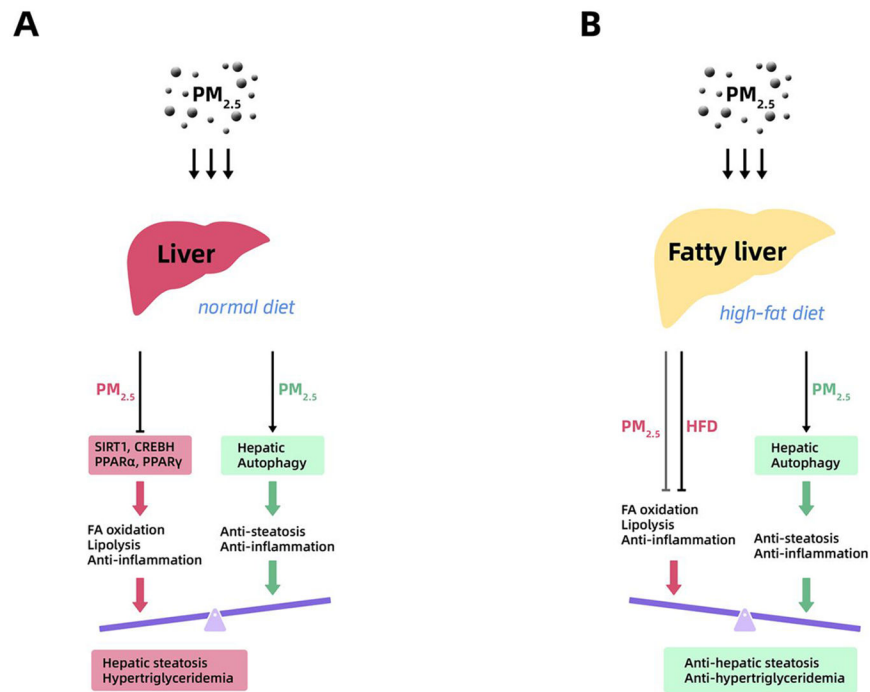 A
PM2.5
Liver
normal diet
PM2.5
PM2.5
SIRT1, CREBH
PPARα, PPARγ
Hepatic
Autophagy
FA oxidation
Lipolysis
Anti-inflammation
Anti-steatosis
Anti-inflammation
Hepatic steatosis
Hypertriglyceridemia
B
PM2.5
Fatty liver
high-fat diet
PM2.5
HFD
PM2.5
Hepatic
Autophagy
FA oxidation
Lipolysis
Anti-inflammation
Anti-steatosis
Anti-inflammation
Anti-hepatic steatosis
Anti-hypertriglyceridemia